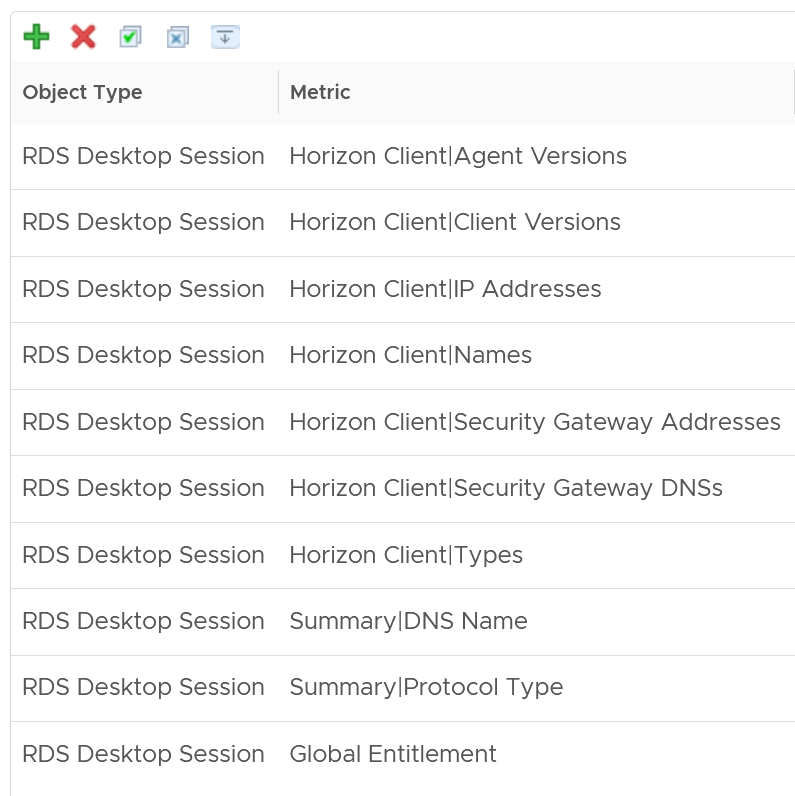 Object Type Metric
RDS Desktop Session Horizon Client|Agent Versions
RDS Desktop Session Horizon Client|Client Versions
RDS Desktop Session Horizon Client|IP Addresses
RDS Desktop Session Horizon Client|Names
RDS Desktop Session Horizon Client|Security Gateway Addresses
RDS Desktop Session Horizon Client|Security Gateway DNSs
RDS Desktop Session Horizon Client|Types
RDS Desktop Session Summary|DNS Name
RDS Desktop Session Summary|Protocol Type
RDS Desktop Session Global Entitlement